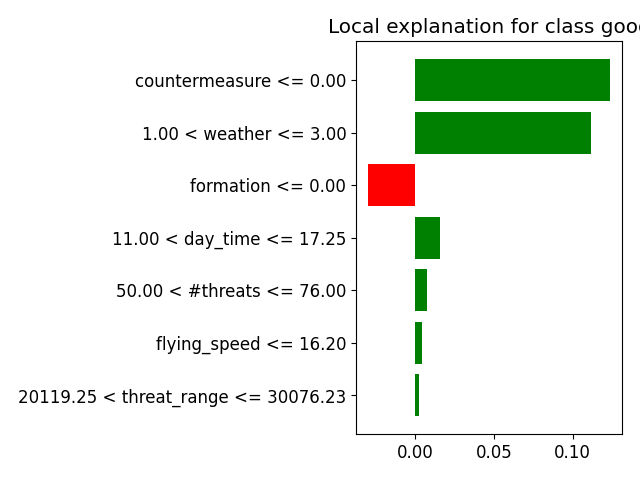 Local explanation for class goo
countermeasure <= 0.00
1.00 < weather <= 3.00
formation <= 0.00
11.00 < day_time <= 17.25
50.00 < #threats <= 76.00
flying_speed <= 16.20
20119.25 < threat_range <= 30076.23
0.00 0.05 0.10